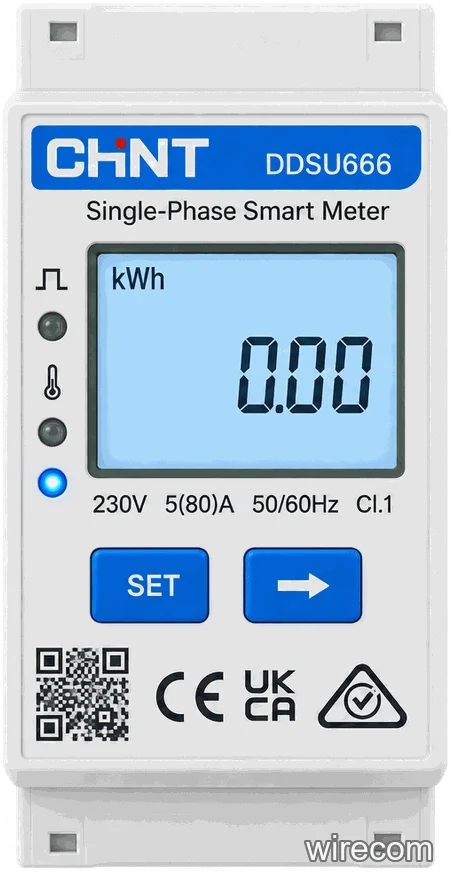 CHNT DDSU666
Single-Phase Smart Meter
kWh
0.00
230V 5(80)A 50/60Hz Cl.1
SET
CE UK
CA
wirecom